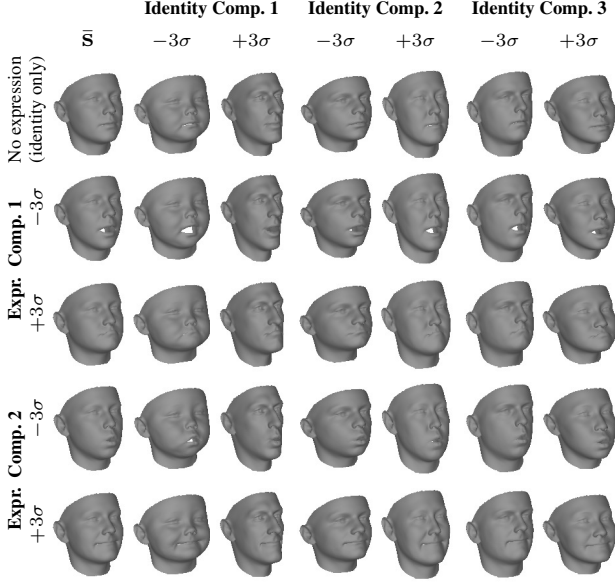 Identity Comp. 1 Identity Comp. 2 Identity Comp. 3
S̄ −3σ +3σ −3σ +3σ −3σ +3σ
No expression
(identity only)
Expr. Comp. 1
−3σ
+3σ
Expr. Comp. 2
−3σ
+3σ